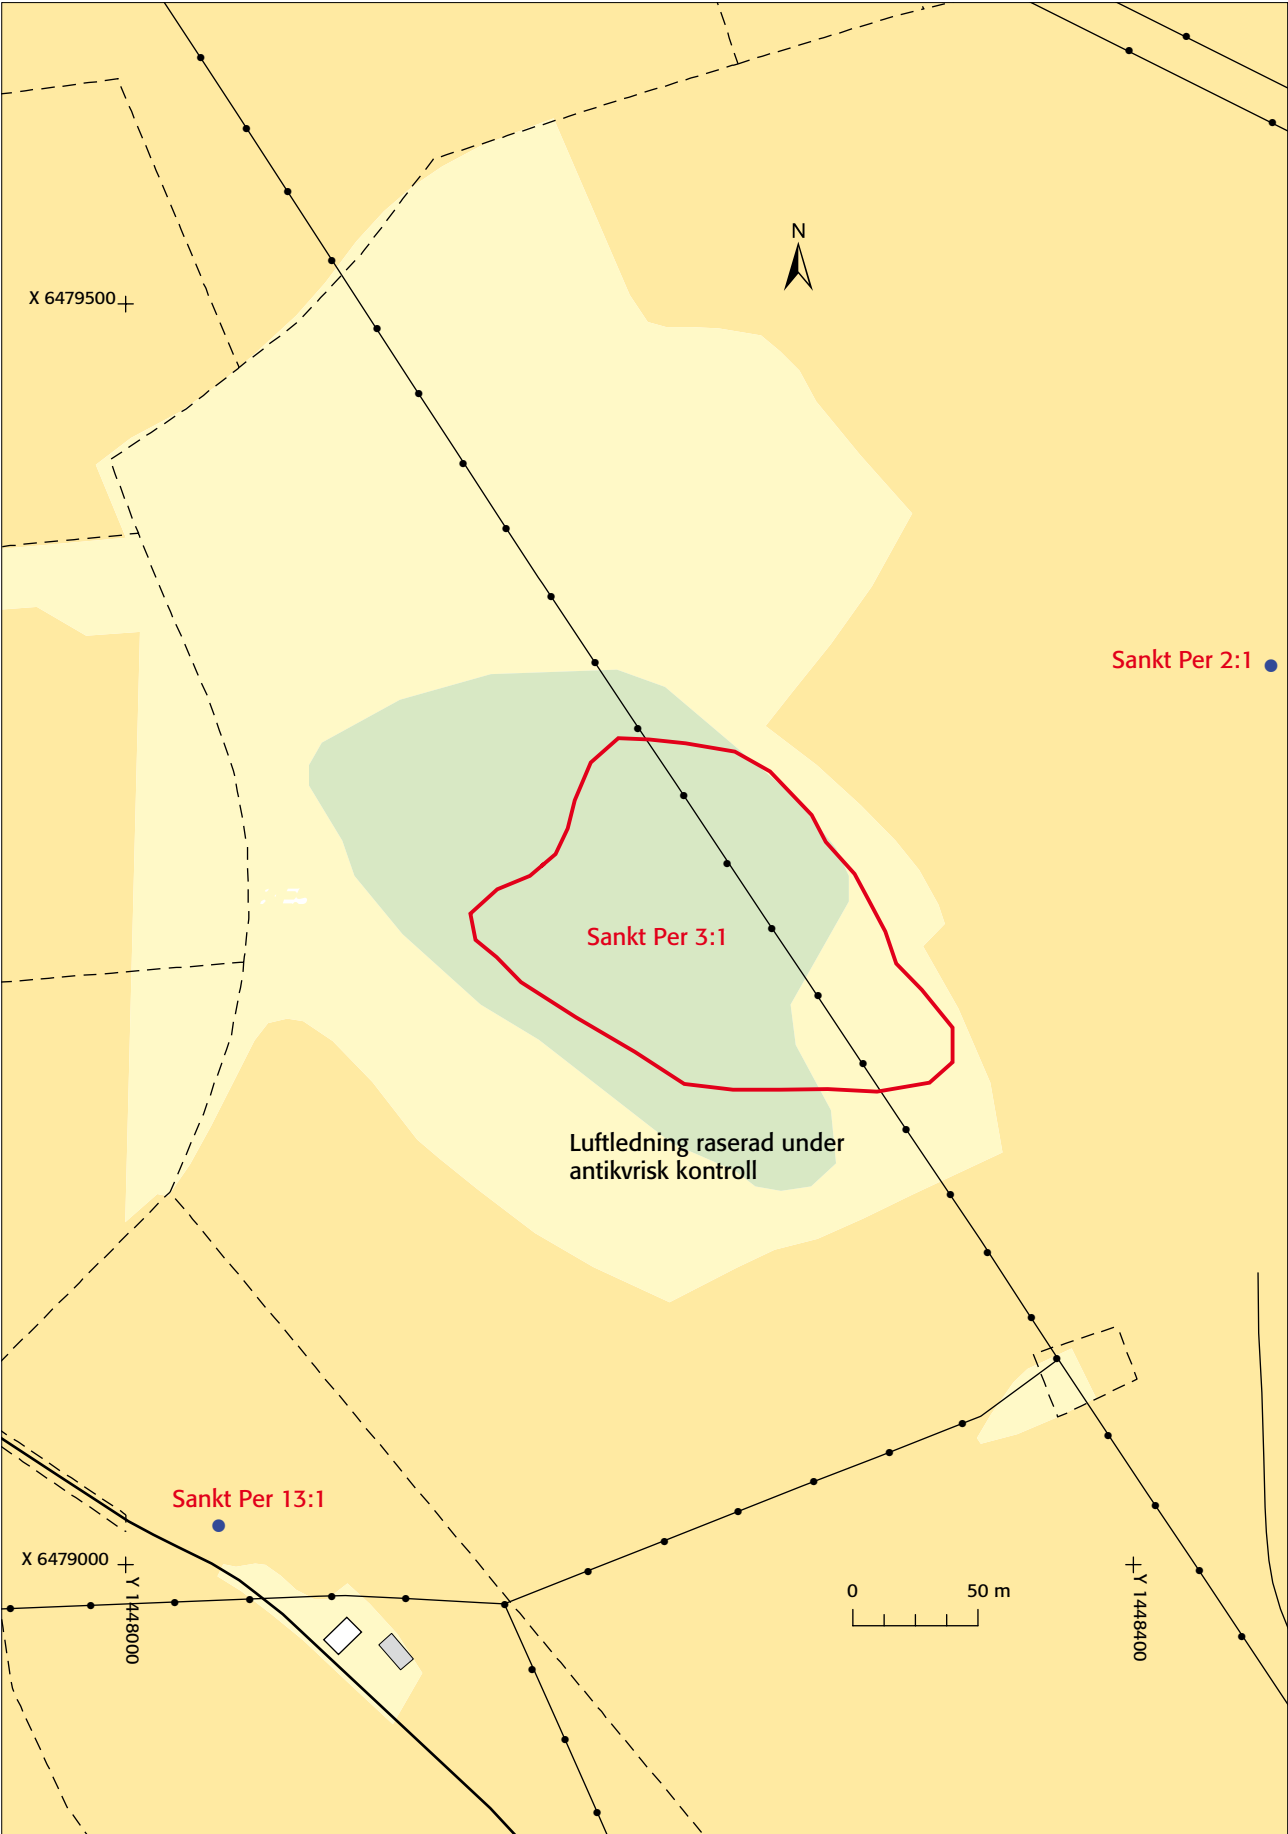 N
X 6479500
Sankt Per 2:1
Sankt Per 3:1
Luftledning raserad under
antikvrisk kontroll
Sankt Per 13:1
X 6479000
Y 1448000
0 50 m
Y 1448400